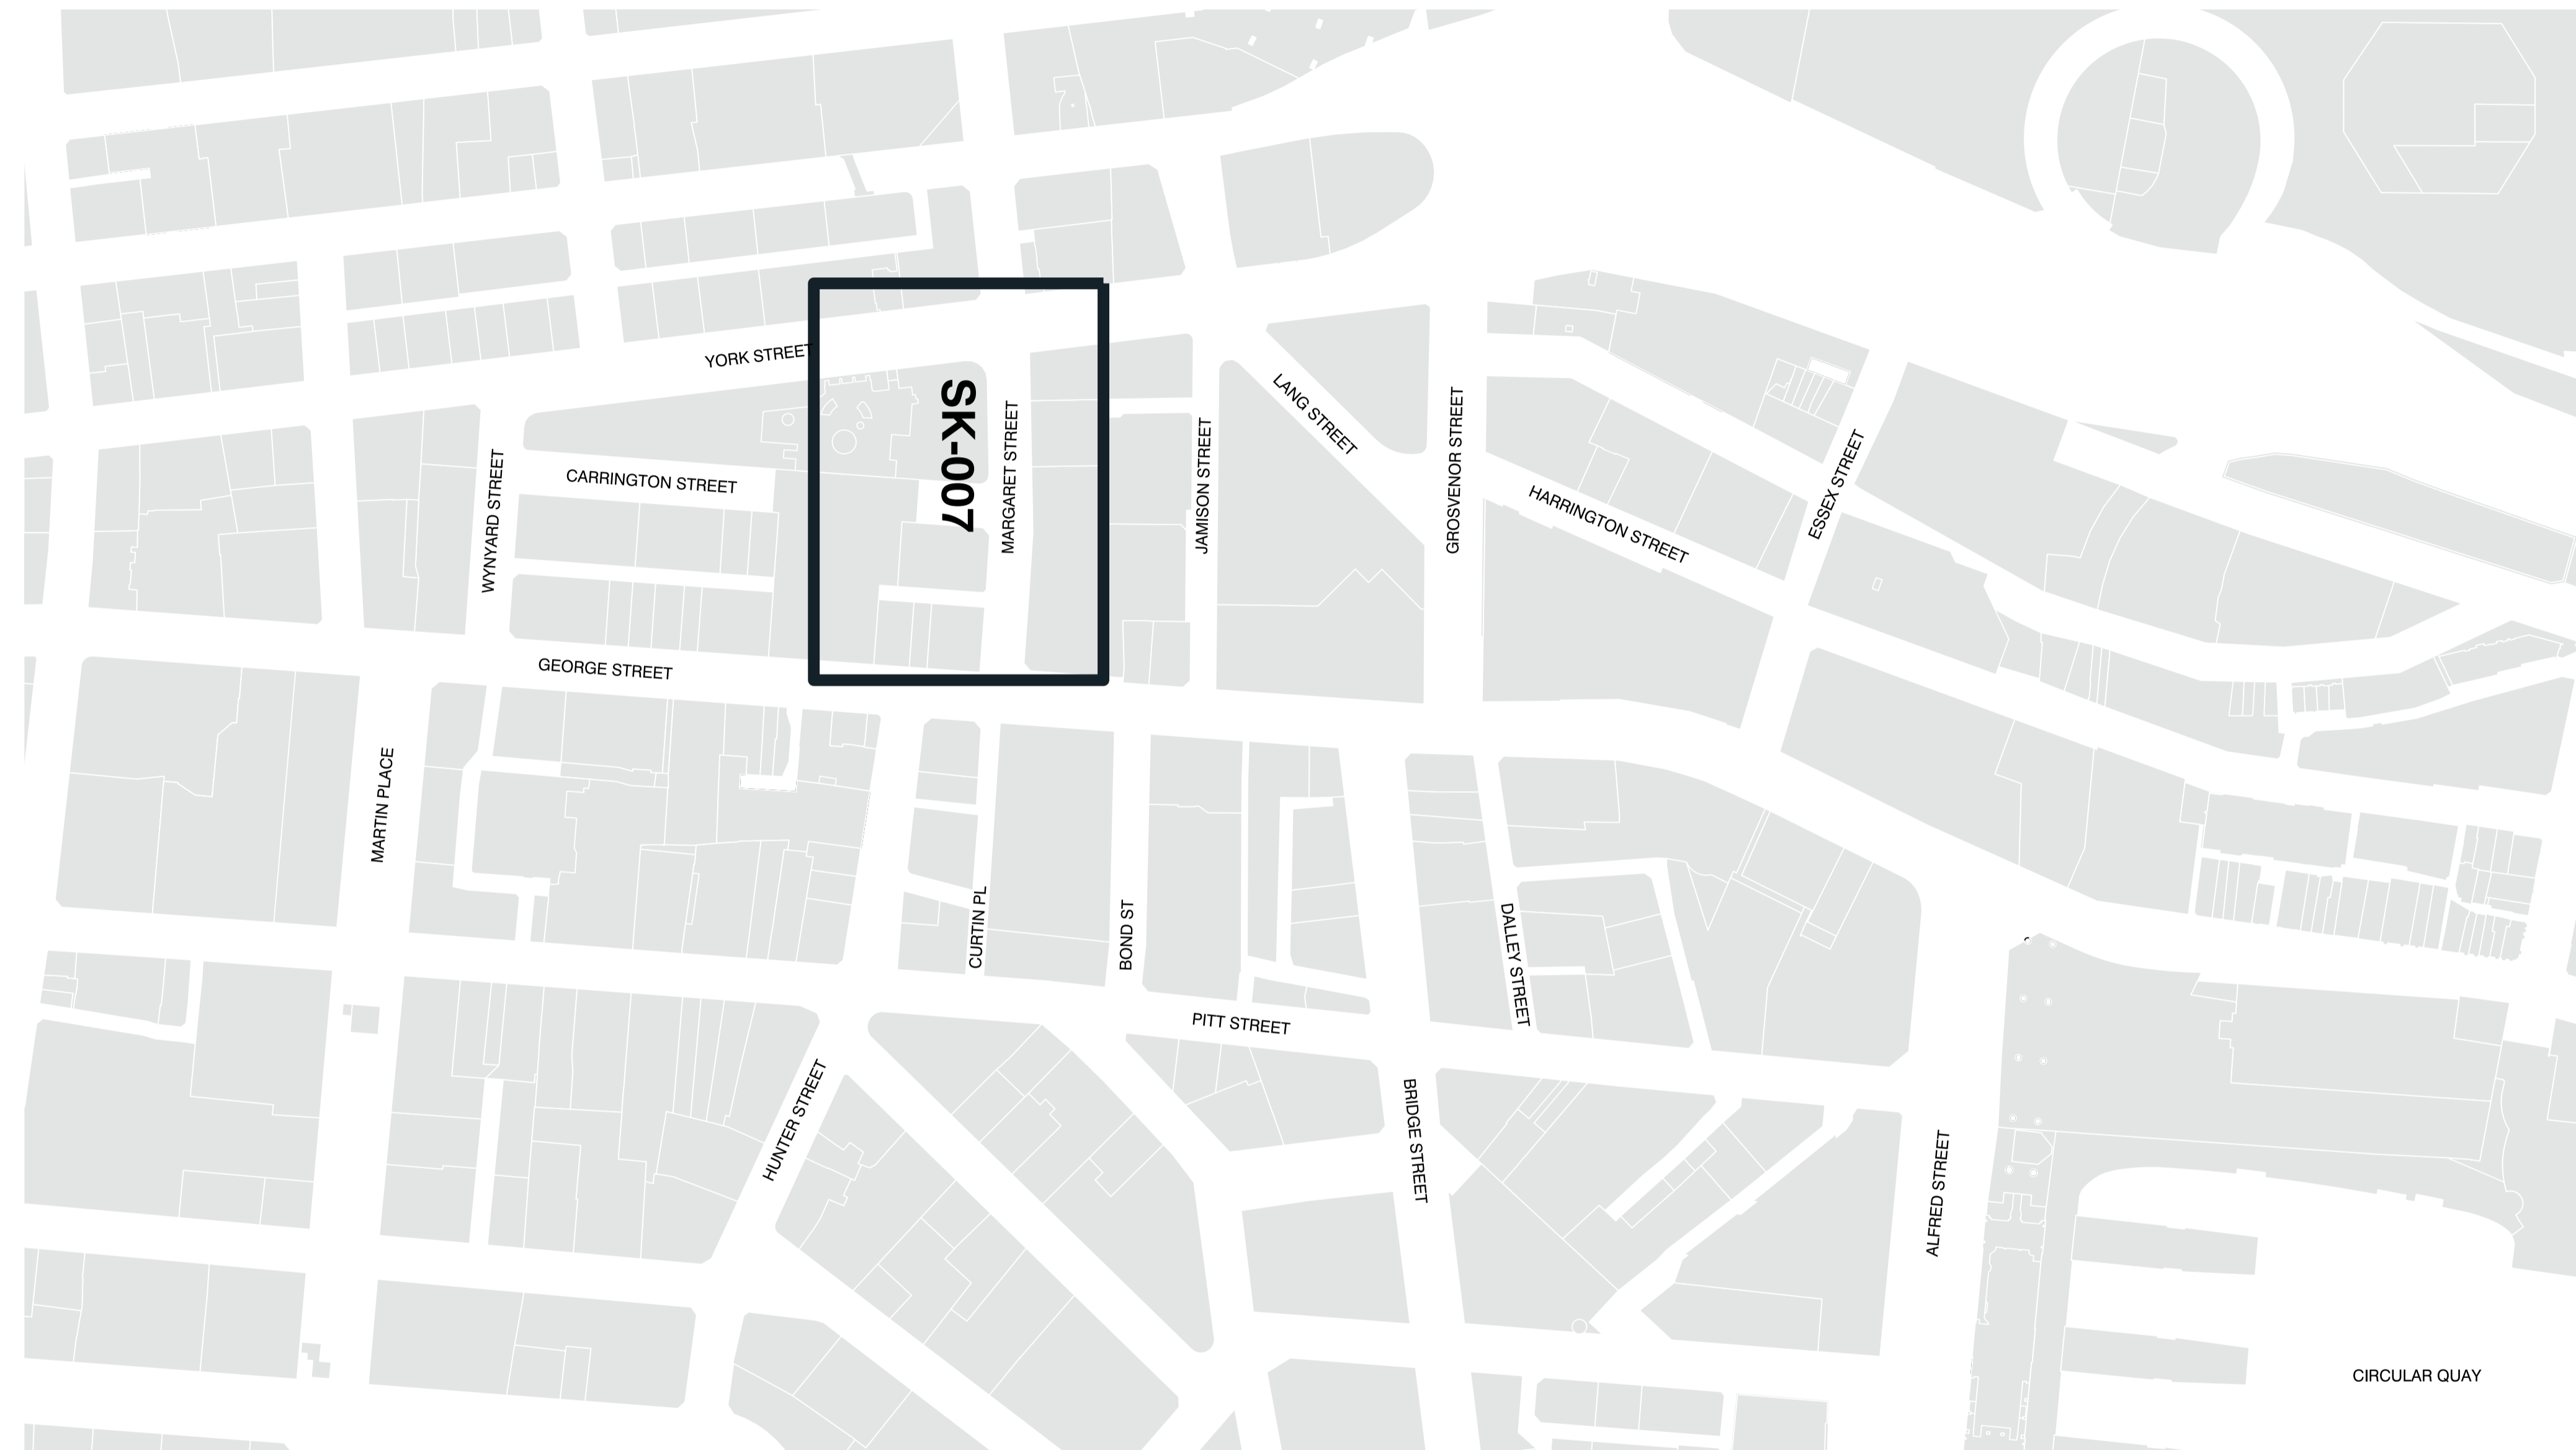 YORK STREET
SK-007
MARGARET STREET
LANG STREET
GROSVENOR STREET
JAMISON STREET
CARRINGTON STREET
WYNYARD STREET
ESSEX STREET
HARRINGTON STREET
GEORGE STREET
MARTIN PLACE
CURTIN PL
BOND ST
DALLEY STREET
PITT STREET
HUNTER STREET
BRIDGE STREET
ALFRED STREET
CIRCULAR QUAY